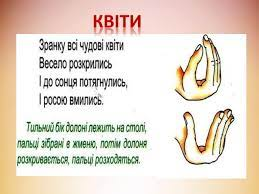 КВІТИ
Зранку всі чудові квіти
Весело розкрились
І до сонця потягнулись,
І росою вмились.
Тильний бік долоні лежить на столі,
пальці зібрані в жменю, потім долоня
розкривається, пальці розходяться.